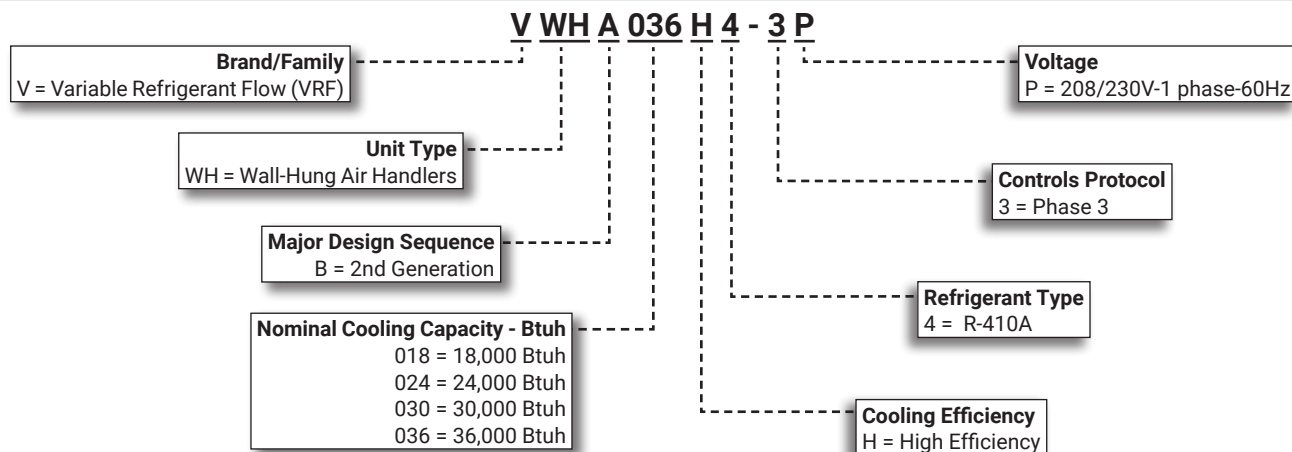 V WH A 036 H 4 - 3 P
Brand/Family
V = Variable Refrigerant Flow (VRF)
Unit Type
WH = Wall-Hung Air Handlers
Major Design Sequence
B = 2nd Generation
Nominal Cooling Capacity - Btuh
018 = 18,000 Btuh
024 = 24,000 Btuh
030 = 30,000 Btuh
036 = 36,000 Btuh
Voltage
P = 208/230V-1 phase-60Hz
Controls Protocol
3 = Phase 3
Refrigerant Type
4 = R-410A
Cooling Efficiency
H = High Efficiency